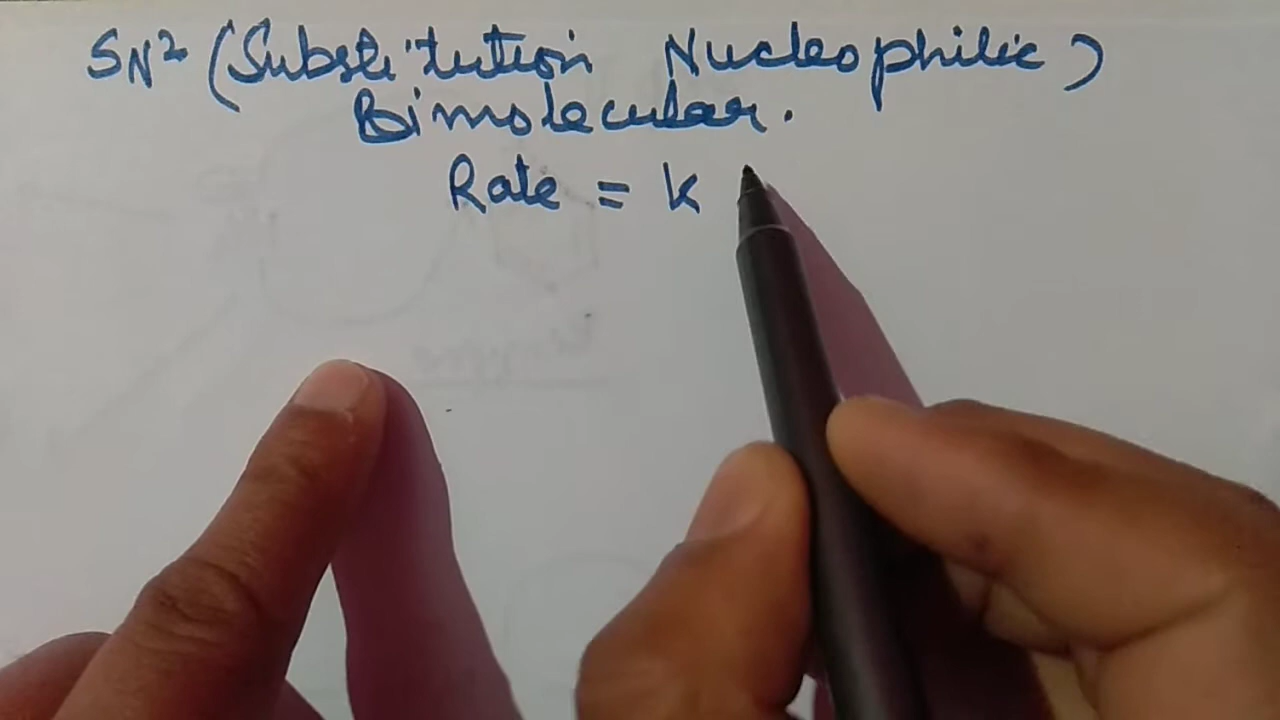 SN2 (Substitution Nucleophilic)
Bimolecular.
Rate = K